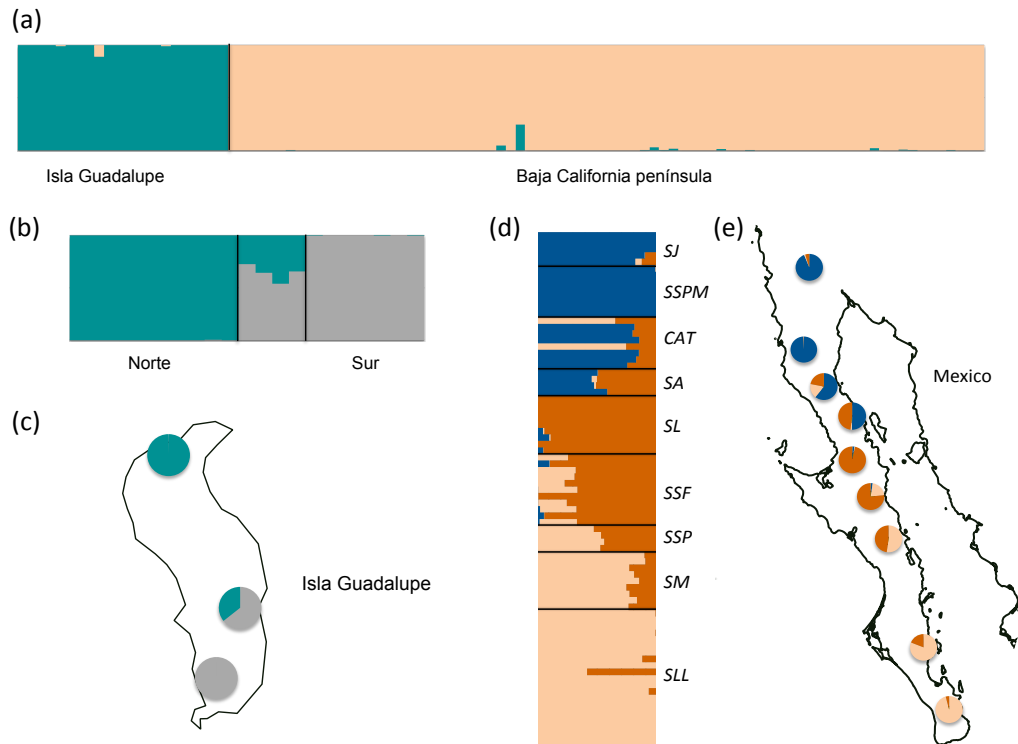 (a)
Isla Guadalupe
Baja California península
(b)
Norte
Sur
(c)
Isla Guadalupe
(d)
SJ
SSPM
CAT
SA
SL
SSF
SSP
SM
SLL
(e)
Mexico